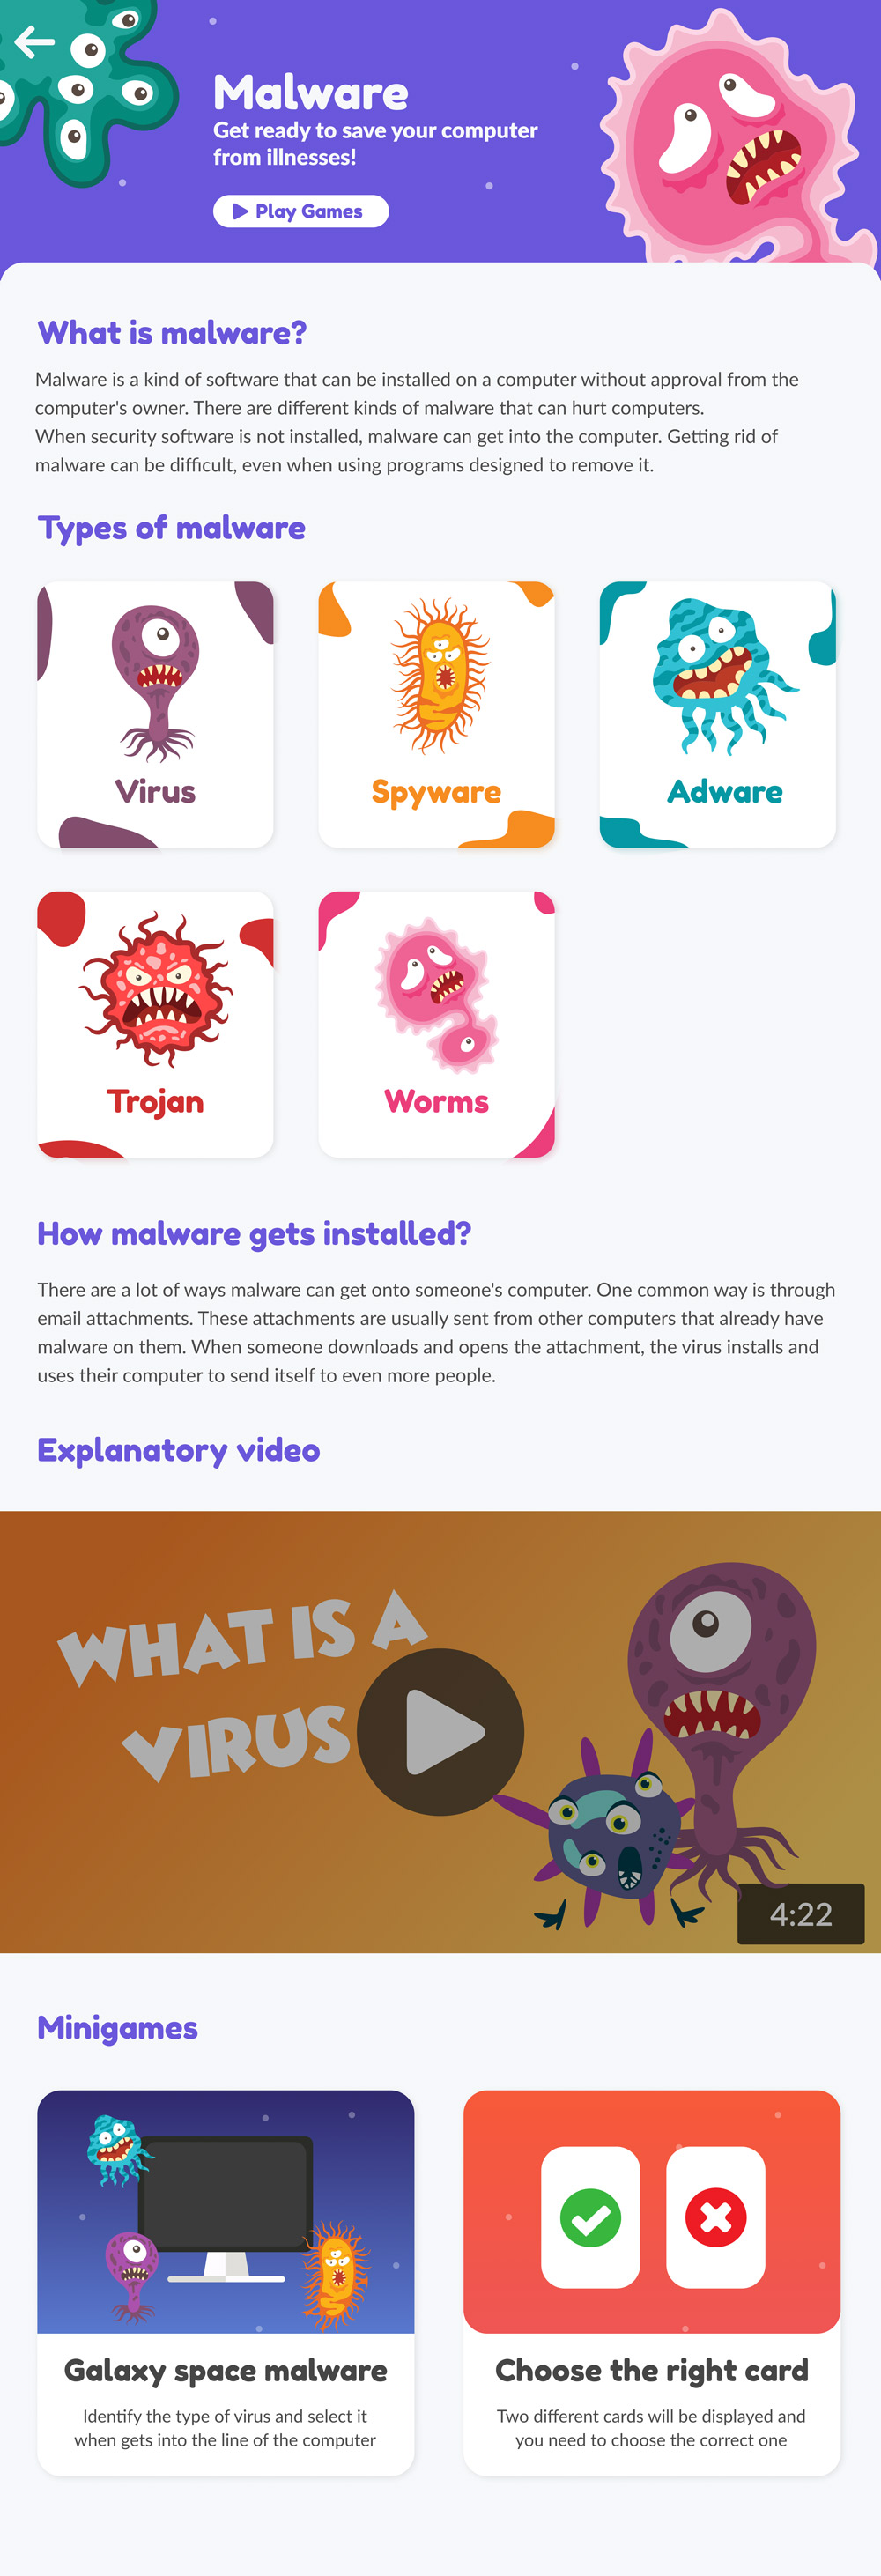 Malware
Get ready to save your computer
from illnesses!
Play Games
What is malware?
Malware is a kind of software that can be installed on a computer without approval from the
computer's owner. There are different kinds of malware that can hurt computers.
When security software is not installed, malware can get into the computer. Getting rid of
malware can be difficult, even when using programs designed to remove it.
Types of malware
Virus
Spyware
Adware
Trojan
Worms
How malware gets installed?
There are a lot of ways malware can get onto someone's computer. One common way is through
email attachments. These attachments are usually sent from other computers that already have
malware on them. When someone downloads and opens the attachment, the virus installs and
uses their computer to send itself to even more people.
Explanatory video
WHAT IS A
VIRUS
4:22
Minigames
Galaxy space malware
Identify the type of virus and select it
when gets into the line of the computer
Choose the right card
Two different cards will be displayed and
you need to choose the correct one